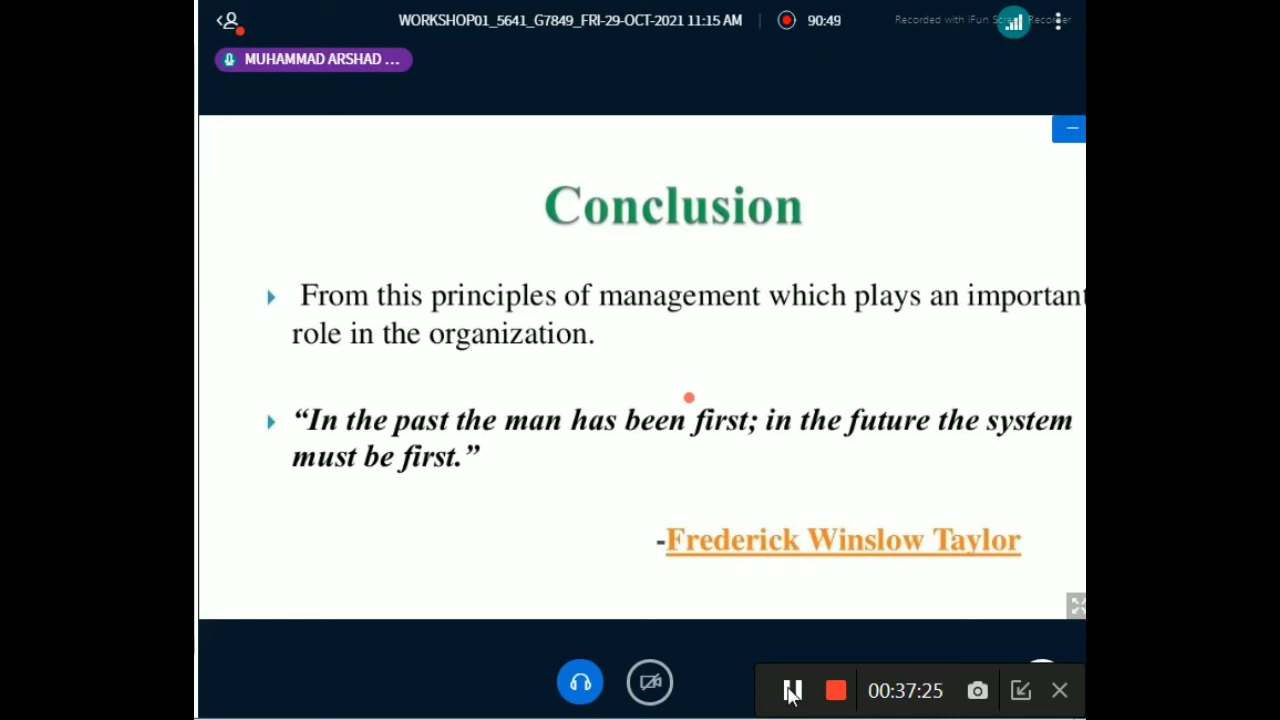 WORKSHOP01_5641_G7849_FRI-29-OCT-2021 11:15 AM
90:49
Recorded with iFun Screen Recorder
MUHAMMAD ARSHAD ...
Conclusion
From this principles of management which plays an important
role in the organization.
“In the past the man has been first; in the future the system
must be first.”
-Frederick Winslow Taylor
00:37:25